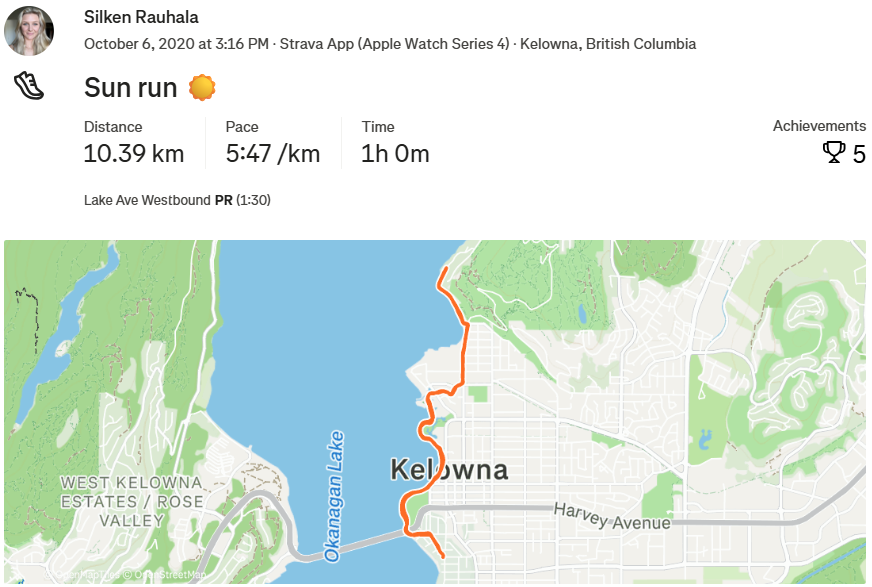 Silken Rauhala
October 6, 2020 at 3:16 PM · Strava App (Apple Watch Series 4) · Kelowna, British Columbia
Sun run
Distance
10.39 km
Pace
5:47 /km
Time
1h 0m
Achievements
5
Lake Ave Westbound PR (1:30)
Okanagan Lake
Kelowna
WEST KELOWNA
ESTATES / ROSE
VALLEY
Harvey Avenue
OpenMapTiles © OpenStreetMap